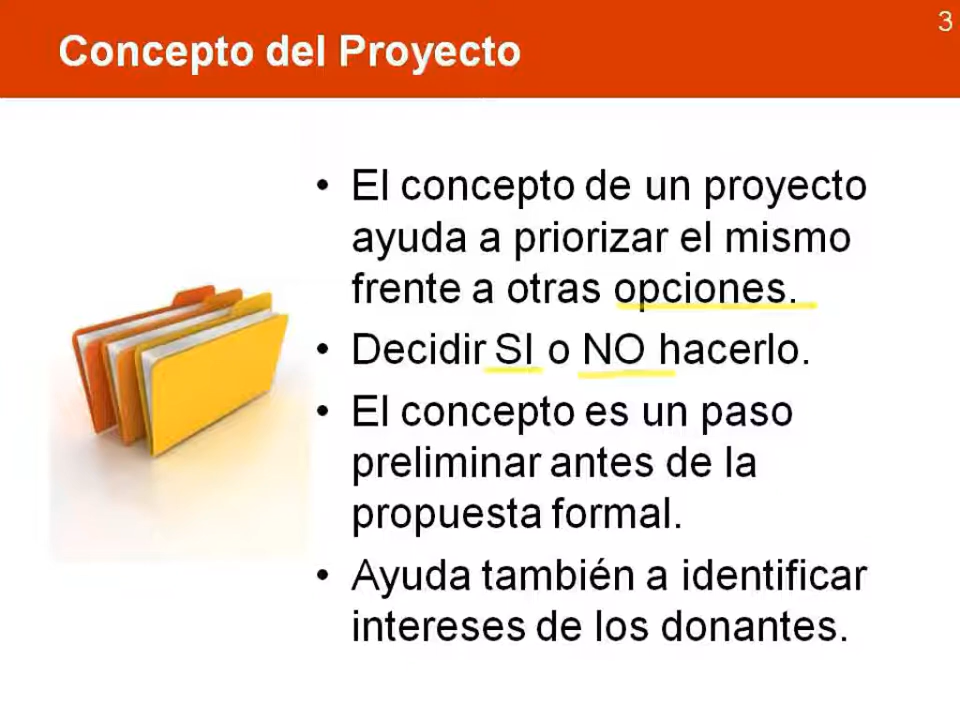 3
Concepto del Proyecto
• El concepto de un proyecto
ayuda a priorizar el mismo
frente a otras opciones.
• Decidir SI o NO hacerlo.
• El concepto es un paso
preliminar antes de la
propuesta formal.
• Ayuda también a identificar
intereses de los donantes.